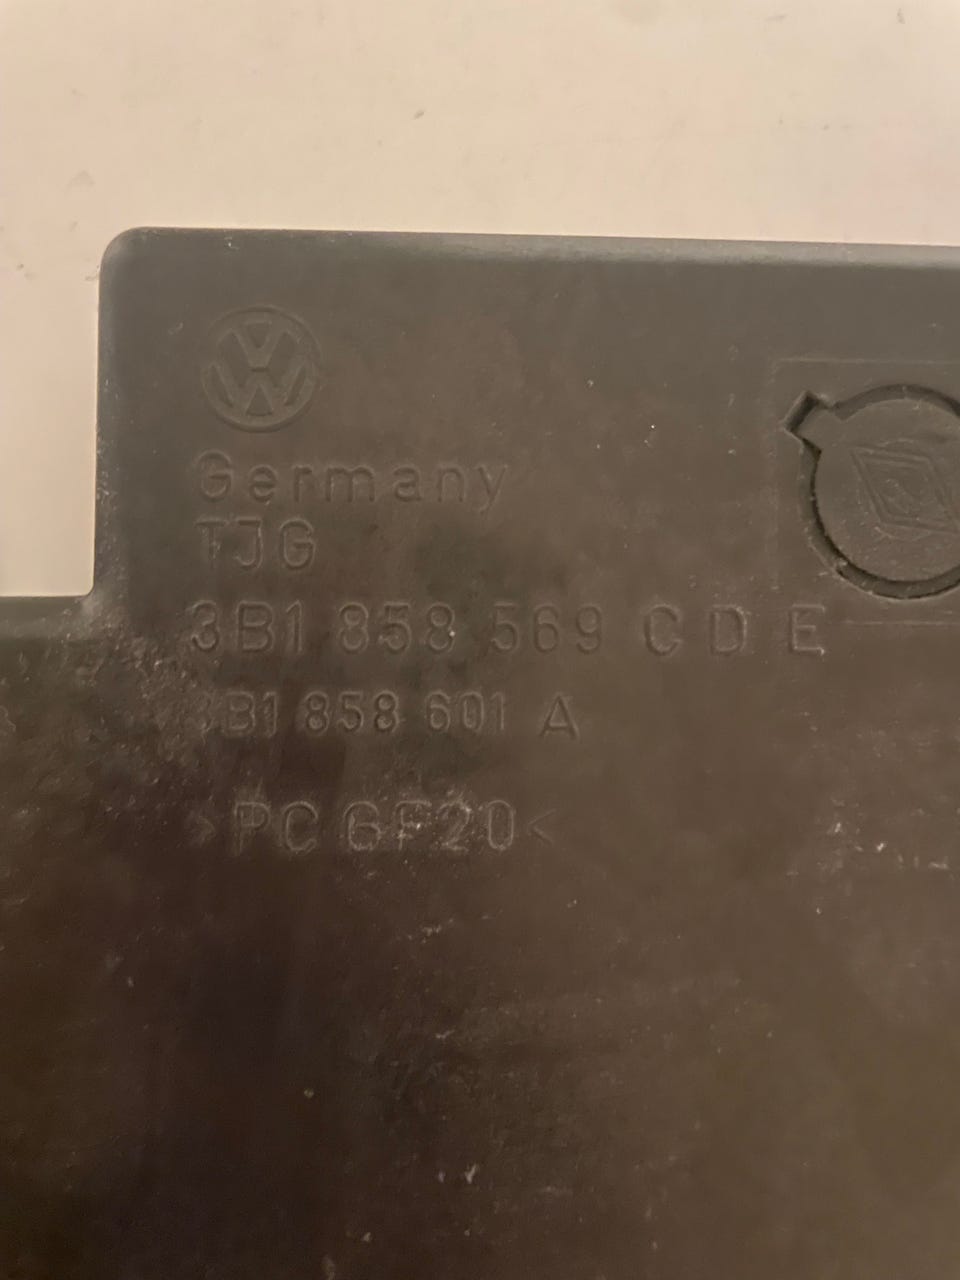 Germany
TJG
3B1 858 569 C D E
3B1 858 601 A
>PC GF20<